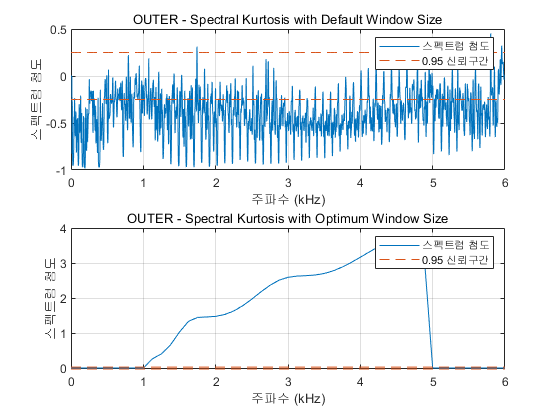 OUTER - Spectral Kurtosis with Default Window Size
0.5
0
-0.5
-1
스펙트럼 첨도
스펙트럼 첨도
0.95 신뢰구간
0
1
2
3
4
5
6
주파수 (kHz)
OUTER - Spectral Kurtosis with Optimum Window Size
4
3
2
1
0
스펙트럼 첨도
스펙트럼 첨도
0.95 신뢰구간
0
1
2
3
4
5
6
주파수 (kHz)